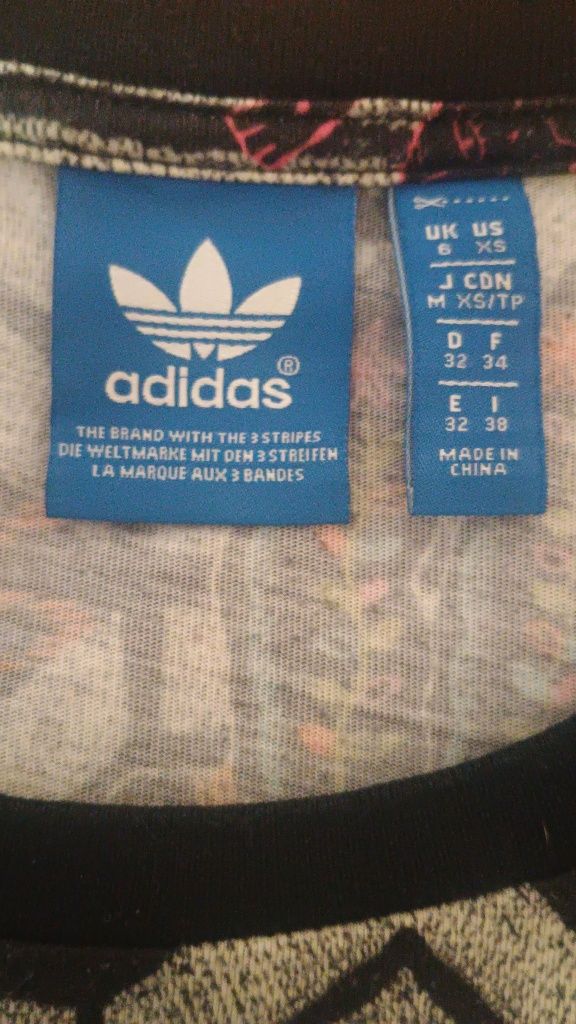 adidas®
THE BRAND WITH THE 3 STRIPES
DIE WELTMARKE MIT DEN 3 STREIFEN
LA MARQUE AUX 3 BANDES
UK US
6 XS
J CDN
M XS/TP
D F
32 34
E I
32 38
MADE IN
CHINA